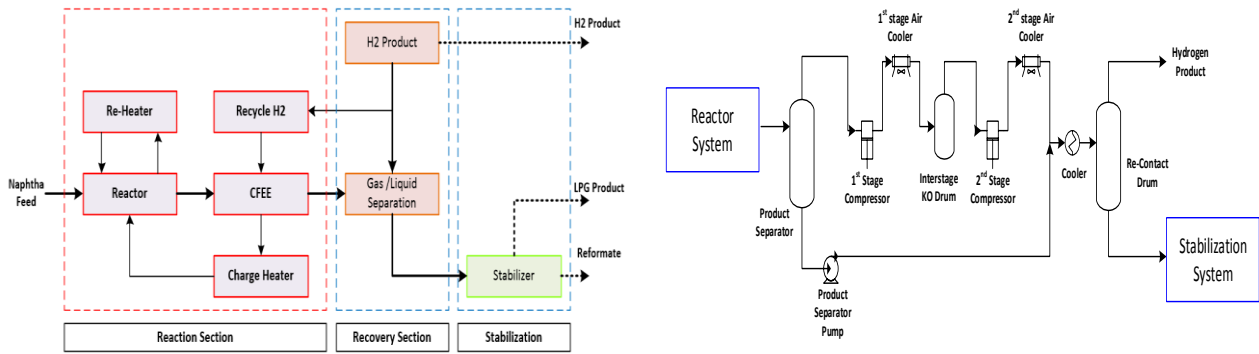 H2 Product
H2 Product
Re-Heater
Recycle H2
Naphtha
Feed
Reactor
CFEE
Gas /Liquid
Separation
LPG Product
Reformate
Charge Heater
Stabilizer
Reaction Section
Recovery Section
Stabilization
1st stage Air
Cooler
2nd stage Air
Cooler
Hydrogen
Product
Reactor
System
Cooler
Re-Contact
Drum
1st Stage
Compressor
Interstage
KO Drum
2nd Stage
Compressor
Product
Separator
Stabilization
System
Product
Separator
Pump